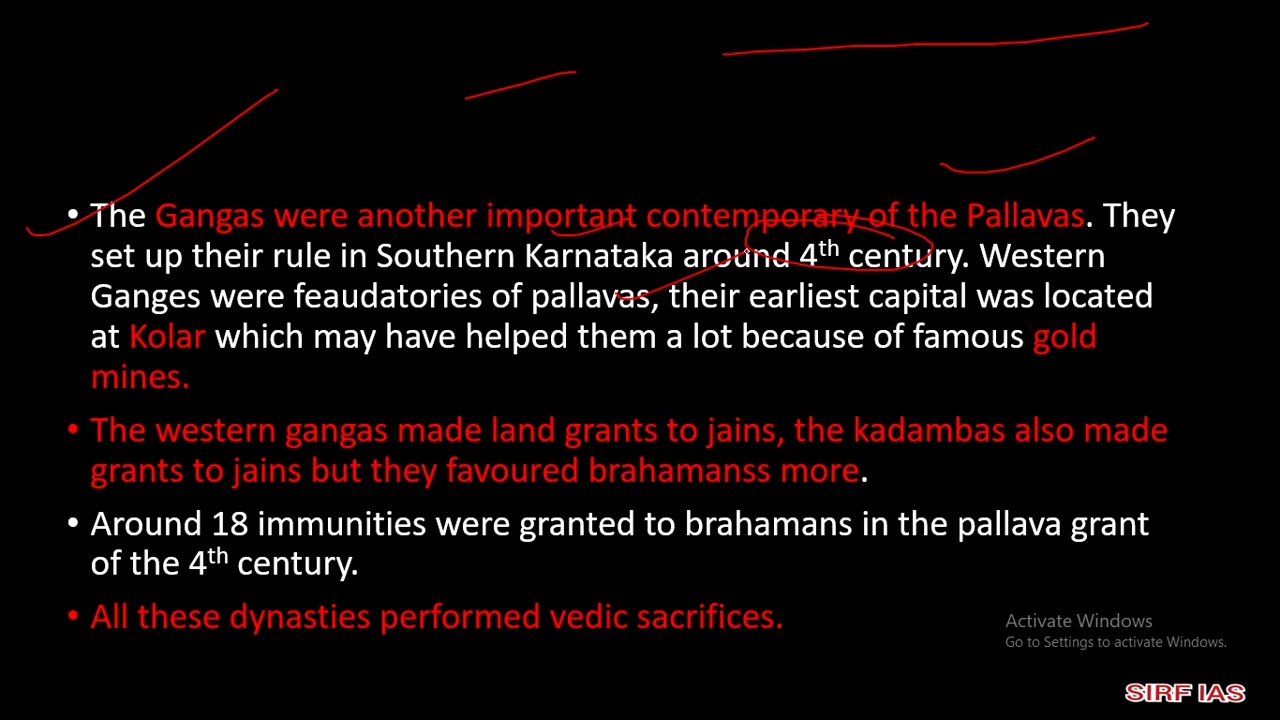 • The Gangas were another important contemporary of the Pallavas. They
set up their rule in Southern Karnataka around 4th century. Western
Ganges were feaudatories of pallavas, their earliest capital was located
at Kolar which may have helped them a lot because of famous gold
mines.
• The western gangas made land grants to jains, the kadambas also made
grants to jains but they favoured brahamanss more.
• Around 18 immunities were granted to brahamans in the pallava grant
of the 4th century.
• All these dynasties performed vedic sacrifices.
Activate Windows
Go to Settings to activate Windows.
SIRF IAS